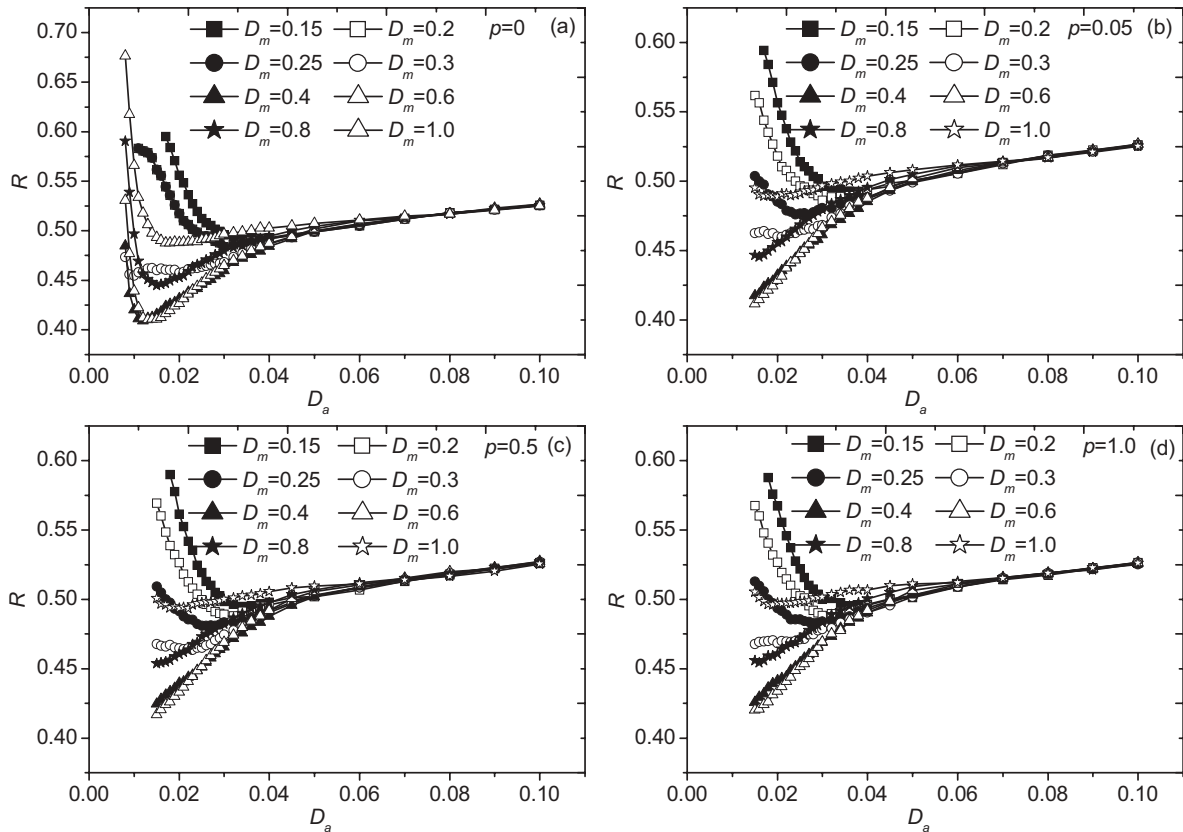 D_m=0.15 D_m=0.2 p=0 (a)
D_m=0.25 D_m=0.3
D_m=0.4 D_m=0.6
D_m=0.8 D_m=1.0
0.70
0.65
0.60
0.55
0.50
0.45
0.40
R
0.00 0.02 0.04 0.06 0.08 0.10
D_a
D_m=0.15 D_m=0.2 p=0.05 (b)
D_m=0.25 D_m=0.3
D_m=0.4 D_m=0.6
D_m=0.8 D_m=1.0
0.60
0.55
0.50
0.45
0.40
R
0.00 0.02 0.04 0.06 0.08 0.10
D_a
D_m=0.15 D_m=0.2 p=0.5 (c)
D_m=0.25 D_m=0.3
D_m=0.4 D_m=0.6
D_m=0.8 D_m=1.0
0.60
0.55
0.50
0.45
0.40
R
0.00 0.02 0.04 0.06 0.08 0.10
D_a
D_m=0.15 D_m=0.2 p=1.0 (d)
D_m=0.25 D_m=0.3
D_m=0.4 D_m=0.6
D_m=0.8 D_m=1.0
0.60
0.55
0.50
0.45
0.40
R
0.00 0.02 0.04 0.06 0.08 0.10
D_a